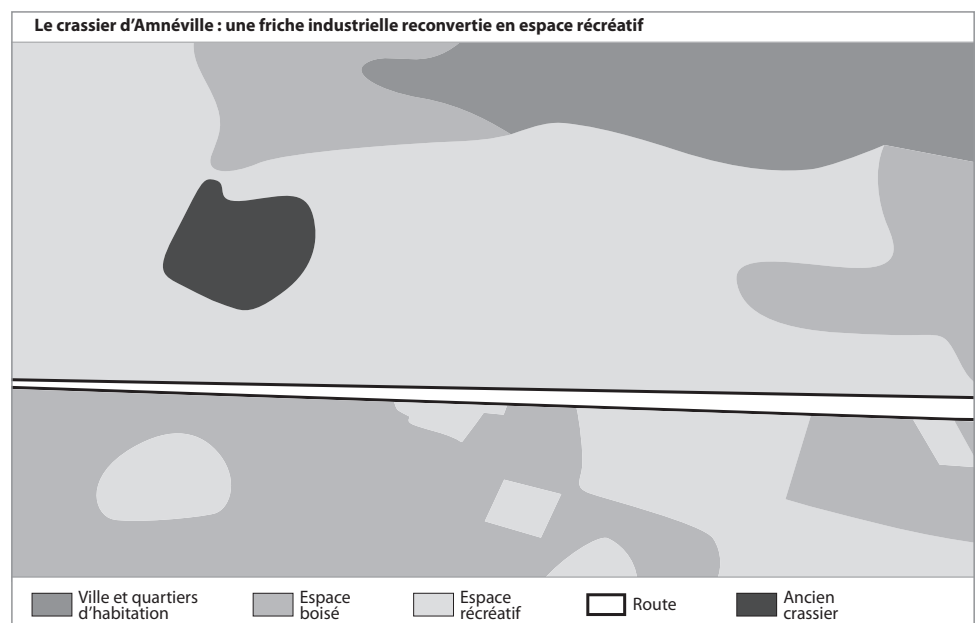 Le crassier d’Amnéville : une friche industrielle reconvertie en espace récréatif
Ville et quartiers
d’habitation
Espace
boisé
Espace
récréatif
Route
Ancien
crassier